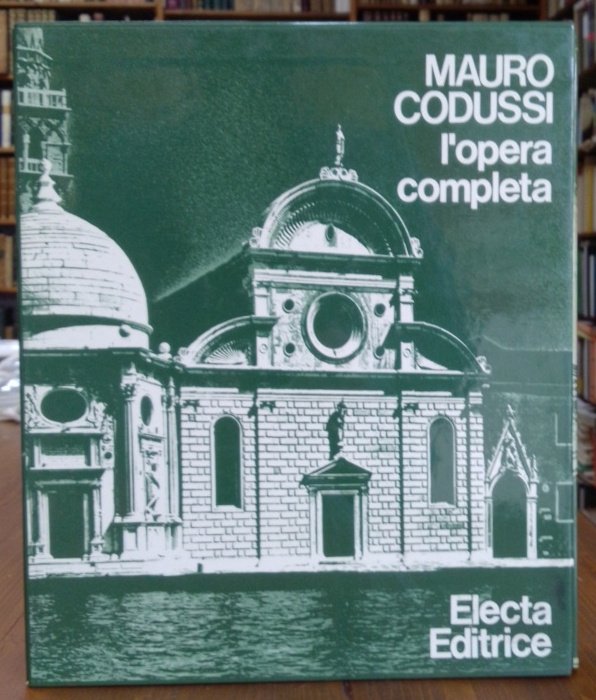 MAURO
CODUSSI
l'opera
completa
Electa
Editrice